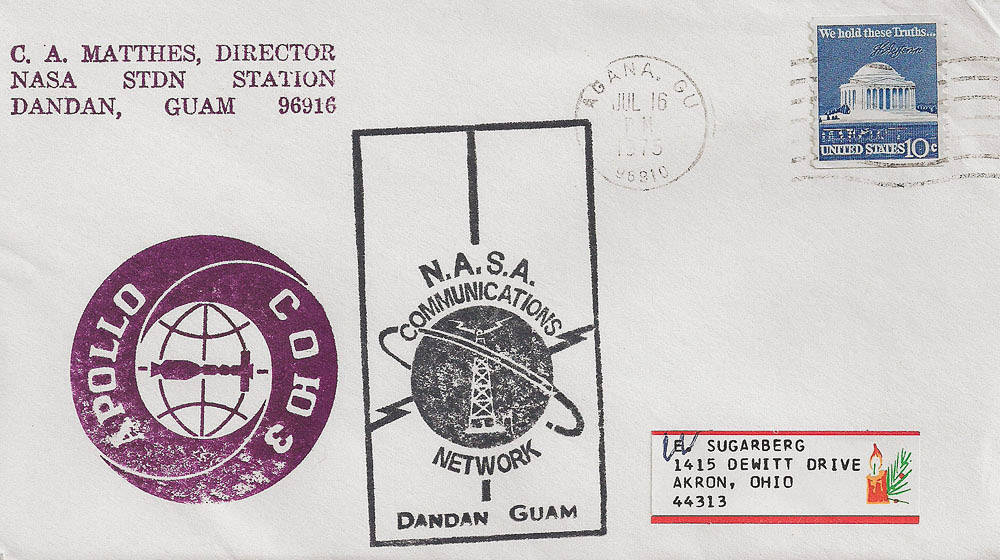 C. A. MATTHES, DIRECTOR
NASA STDN STATION
DANDAN, GUAM 96916
AGANA, GU
JUL 16
PM
1975
96910
We hold these Truths...
UNITED STATES 10c
APOLLO
СОЮЗ
N.A.S.A.
COMMUNICATIONS
NETWORK
DANDAN GUAM
SUGARBERG
1415 DEWITT DRIVE
AKRON, OHIO
44313